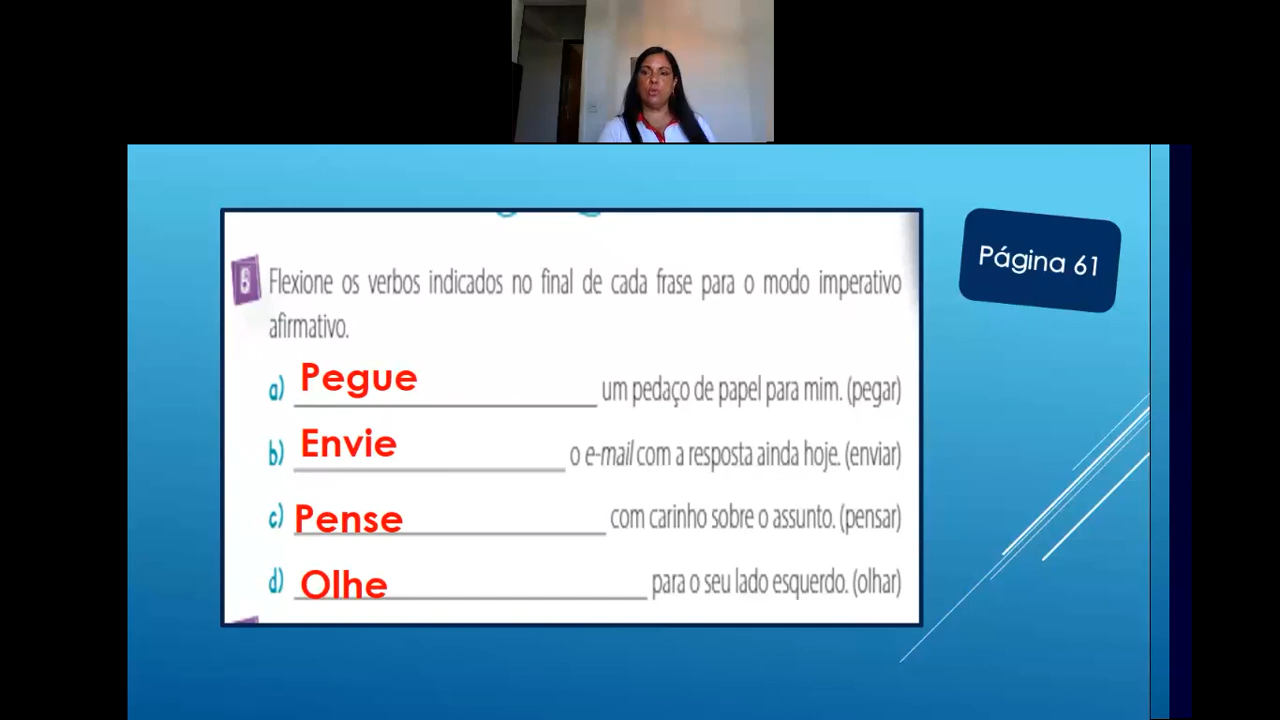 Página 61
Flexione os verbos indicados no final de cada frase para o modo imperativo
afirmativo.
a) Pegue um pedaço de papel para mim. (pegar)
b) Envie o e-mail com a resposta ainda hoje. (enviar)
c) Pense com carinho sobre o assunto. (pensar)
d) Olhe para o seu lado esquerdo. (olhar)